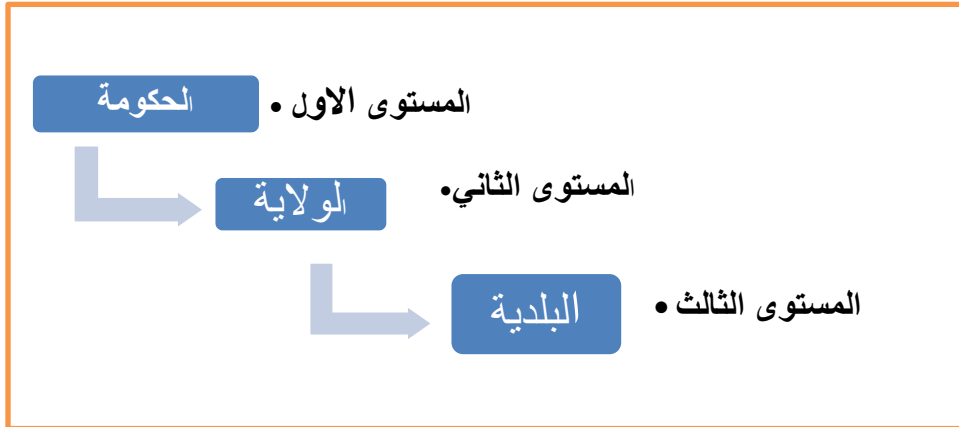 المستوى الاول •
الحكومة
المستوى الثاني•
الولاية
المستوى الثالث •
البلدية